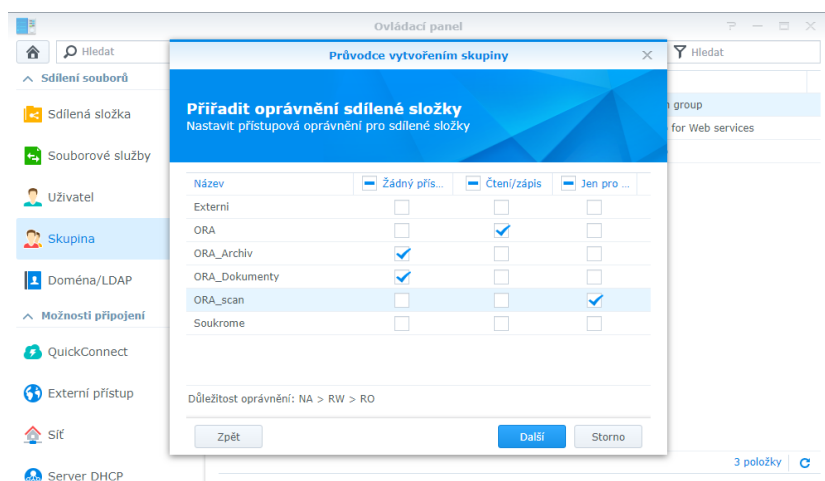 Ovládací panel
Hledat
Průvodce vytvořením skupiny
Hledat
Sdílení souborů
Sdílená složka
Souborové služby
Uživatel
Skupina
Doména/LDAP
Možnosti připojení
QuickConnect
Externí přístup
Síť
Server DHCP
Přiřadit oprávnění sdílené složky
Nastavit přístupová oprávnění pro sdílené složky
Název Žádný přís... Čtení/zápis Jen pro ...
Externi
ORA
ORA_Archiv
ORA_Dokumenty
ORA_scan
Soukrome
Důležitost oprávnění: NA > RW > RO
Zpět Další Storno
group
for Web services
3 položky